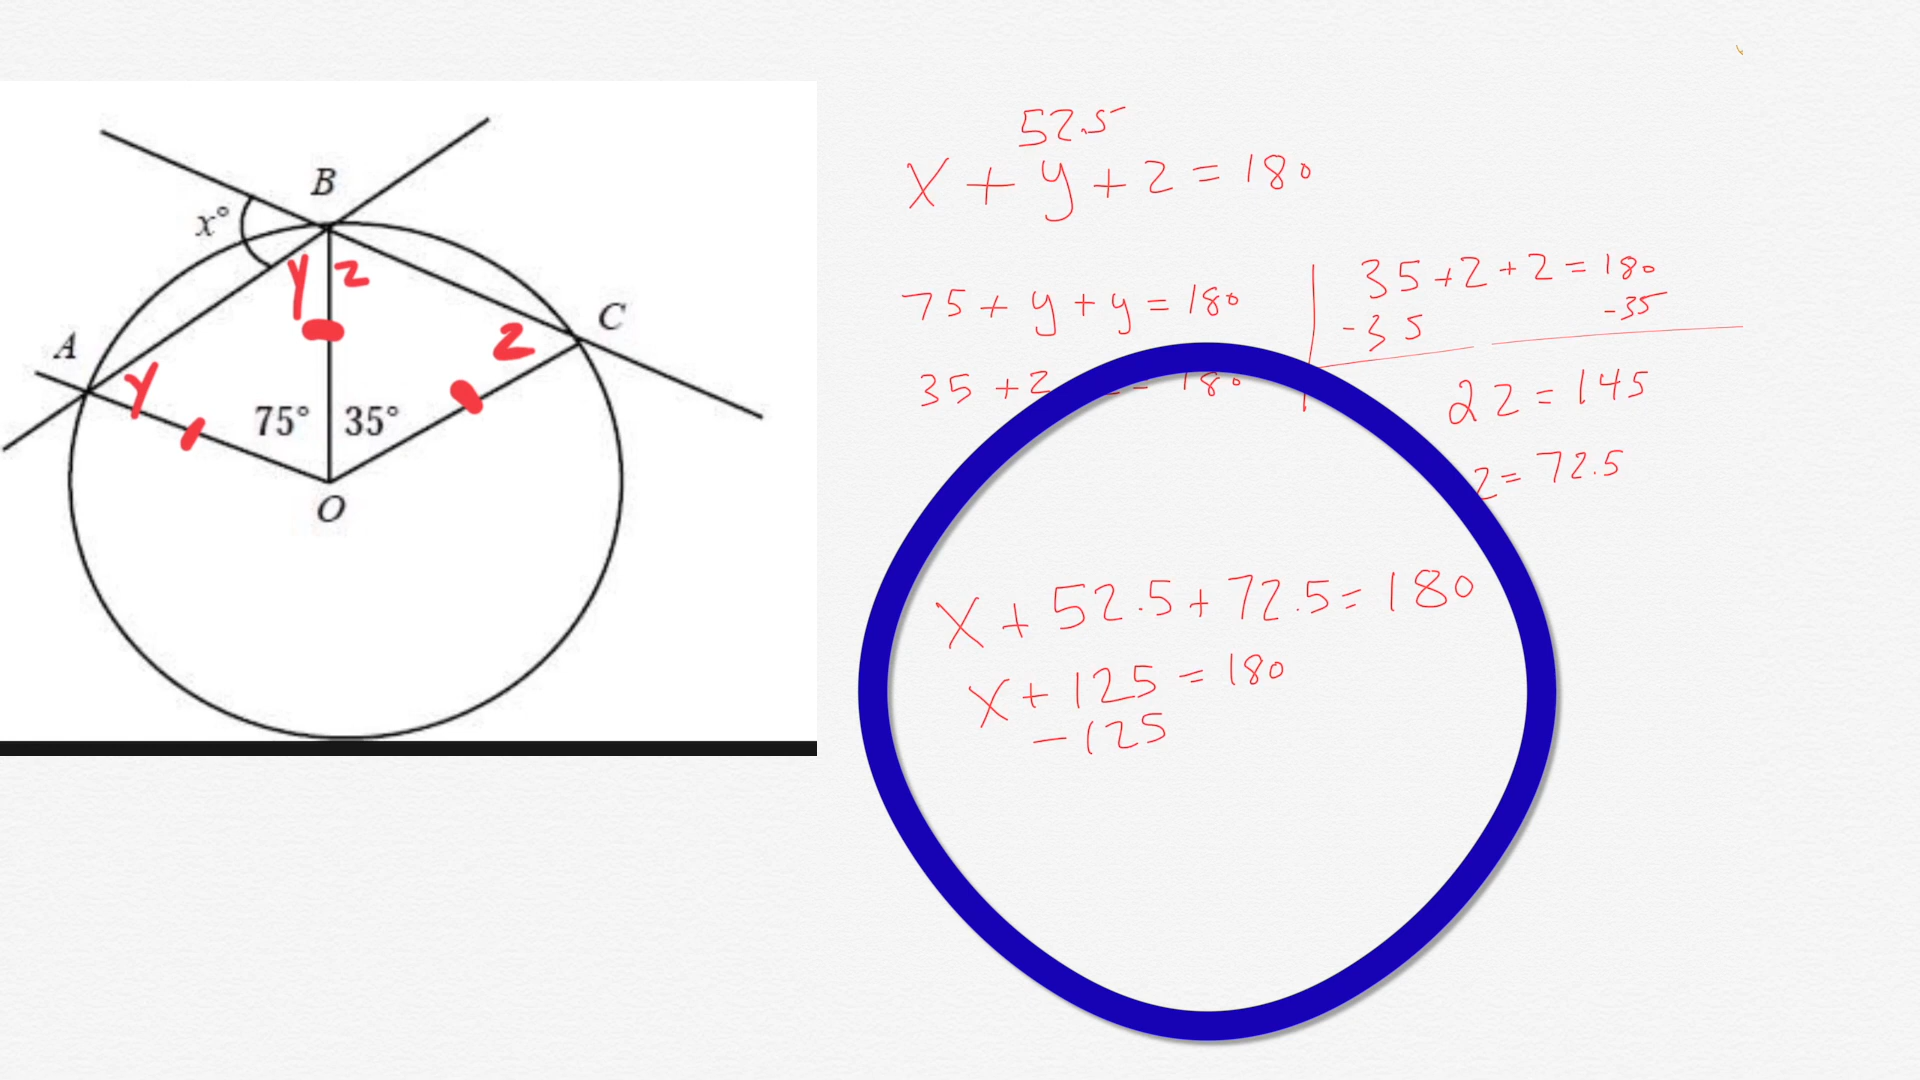 B
x°
y z
C
z
A
y
75° 35°
O
52.5
x + y + z = 180
75 + y + y = 180
35 + z = 180
35 + z + z = 180
-35 -35
2z = 145
z = 72.5
x + 52.5 + 72.5 = 180
x + 125 = 180
-125